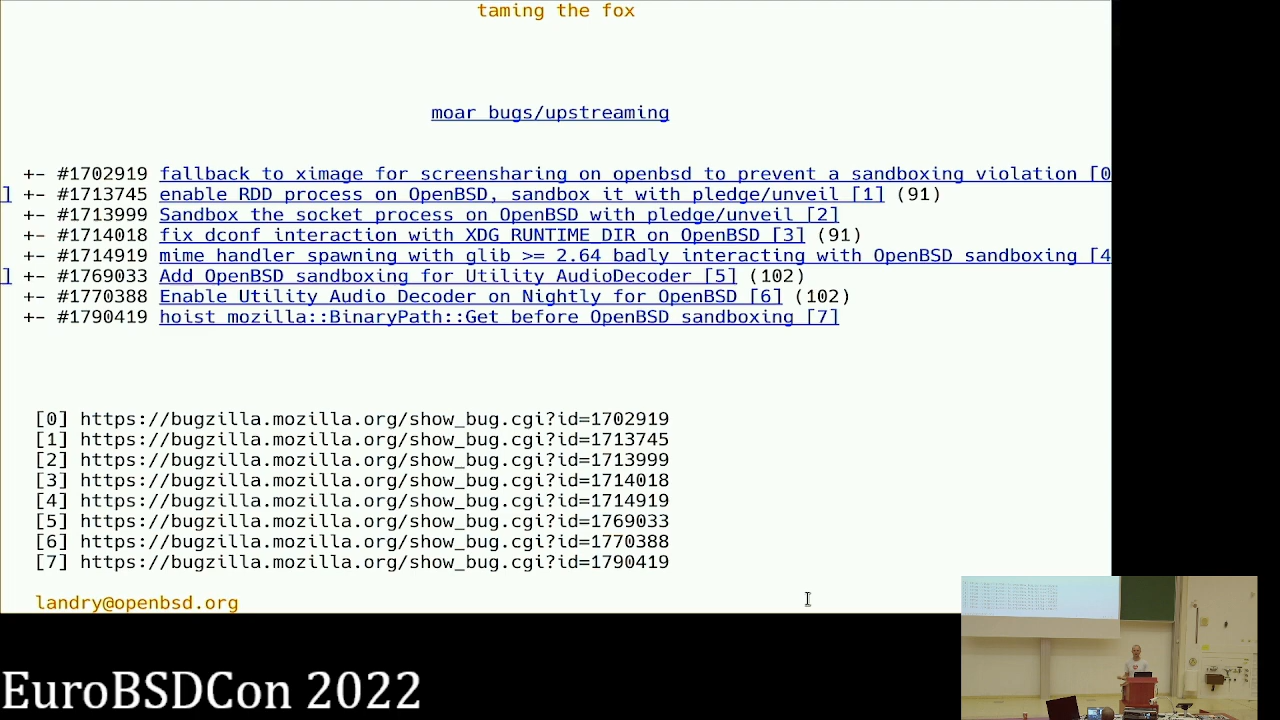 taming the fox
moar bugs/upstreaming
+- #1702919 fallback to ximage for screensharing on openbsd to prevent a sandboxing violation [0
] +- #1713745 enable RDD process on OpenBSD, sandbox it with pledge/unveil [1] (91)
+- #1713999 Sandbox the socket process on OpenBSD with pledge/unveil [2]
+- #1714018 fix dconf interaction with XDG_RUNTIME_DIR on OpenBSD [3] (91)
+- #1714919 mime handler spawning with glib >= 2.64 badly interacting with OpenBSD sandboxing [4
] +- #1769033 Add OpenBSD sandboxing for Utility AudioDecoder [5] (102)
+- #1770388 Enable Utility Audio Decoder on Nightly for OpenBSD [6] (102)
+- #1790419 hoist mozilla::BinaryPath::Get before OpenBSD sandboxing [7]
[0] https://bugzilla.mozilla.org/show_bug.cgi?id=1702919
[1] https://bugzilla.mozilla.org/show_bug.cgi?id=1713745
[2] https://bugzilla.mozilla.org/show_bug.cgi?id=1713999
[3] https://bugzilla.mozilla.org/show_bug.cgi?id=1714018
[4] https://bugzilla.mozilla.org/show_bug.cgi?id=1714919
[5] https://bugzilla.mozilla.org/show_bug.cgi?id=1769033
[6] https://bugzilla.mozilla.org/show_bug.cgi?id=1770388
[7] https://bugzilla.mozilla.org/show_bug.cgi?id=1790419
landry@openbsd.org
EuroBSDCon 2022